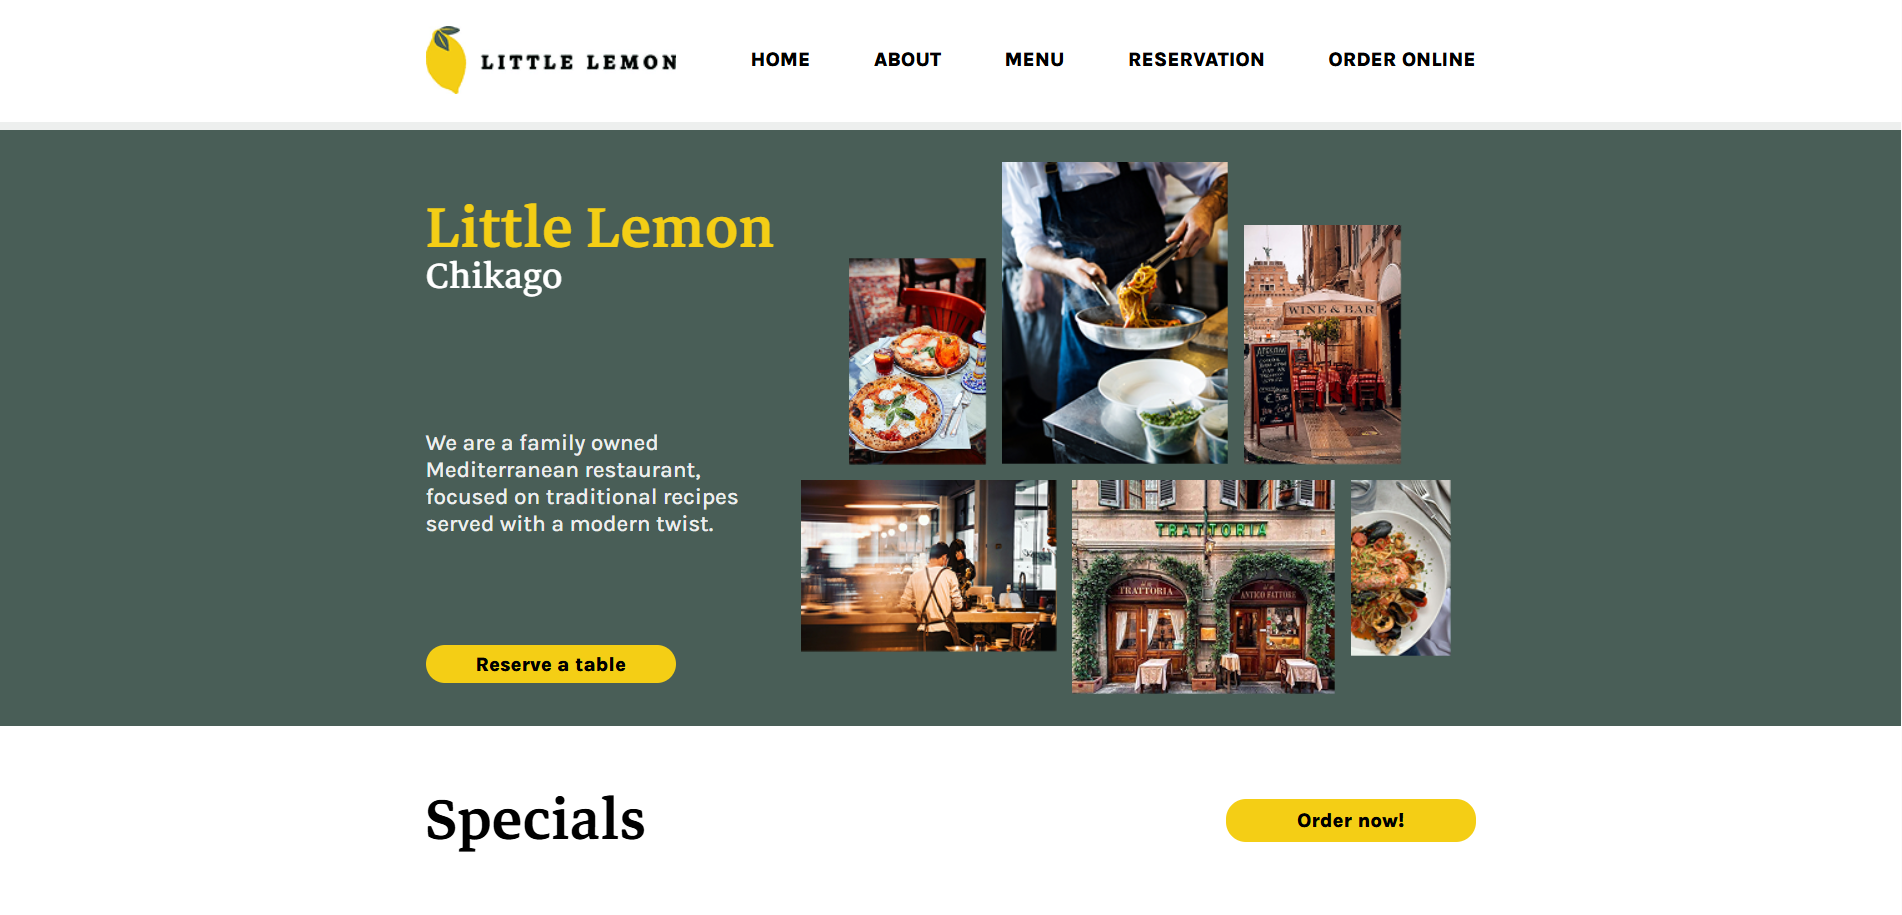 LITTLE LEMON
HOME
ABOUT
MENU
RESERVATION
ORDER ONLINE
Little Lemon
Chikago
We are a family owned
Mediterranean restaurant,
focused on traditional recipes
served with a modern twist.
Reserve a table
WINE & BAR
TRATTORIA
TRATTORIA
ANTICO FATTORE
Specials
Order now!